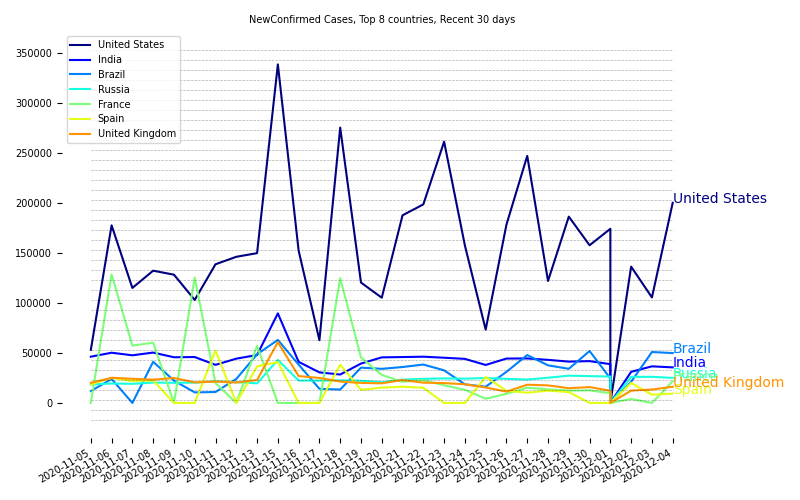 NewConfirmed Cases, Top 8 countries, Recent 30 days
United States
India
Brazil
Russia
France
Spain
United Kingdom
350000
300000
250000
200000
150000
100000
50000
0
United States
Brazil
India
Russia
United Kingdom
Spain
2020-11-05
2020-11-06
2020-11-07
2020-11-08
2020-11-09
2020-11-10
2020-11-11
2020-11-12
2020-11-13
2020-11-14
2020-11-15
2020-11-16
2020-11-17
2020-11-18
2020-11-19
2020-11-20
2020-11-21
2020-11-22
2020-11-23
2020-11-24
2020-11-25
2020-11-26
2020-11-27
2020-11-28
2020-11-29
2020-11-30
2020-12-01
2020-12-02
2020-12-03
2020-12-04